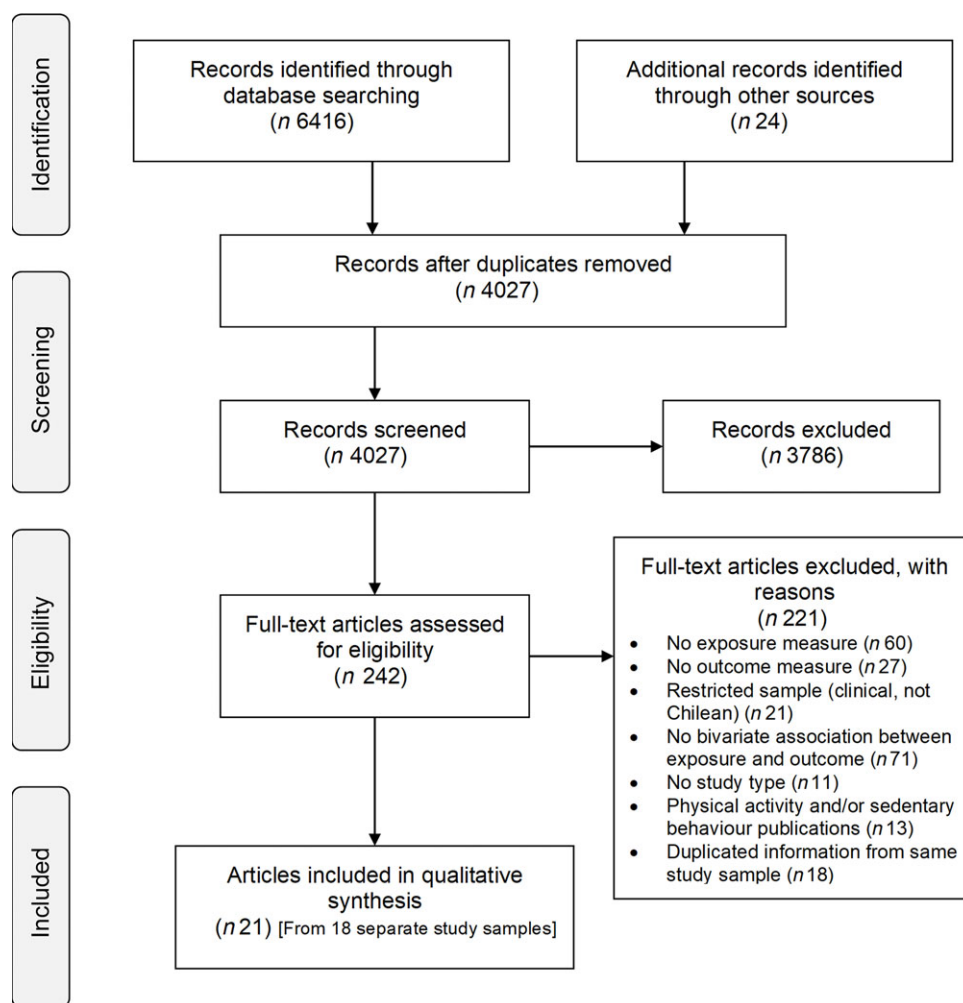 Identification
Records identified through
database searching
(n 6416)
Additional records identified
through other sources
(n 24)
Records after duplicates removed
(n 4027)
Screening
Records screened
(n 4027)
Records excluded
(n 3786)
Eligibility
Full-text articles assessed
for eligibility
(n 242)
Full-text articles excluded, with
reasons
(n 221)
• No exposure measure (n 60)
• No outcome measure (n 27)
• Restricted sample (clinical, not
Chilean) (n 21)
• No bivariate association between
exposure and outcome (n 71)
• No study type (n 11)
• Physical activity and/or sedentary
behaviour publications (n 13)
• Duplicated information from same
study sample (n 18)
Included
Articles included in qualitative
synthesis
(n 21) [From 18 separate study samples]